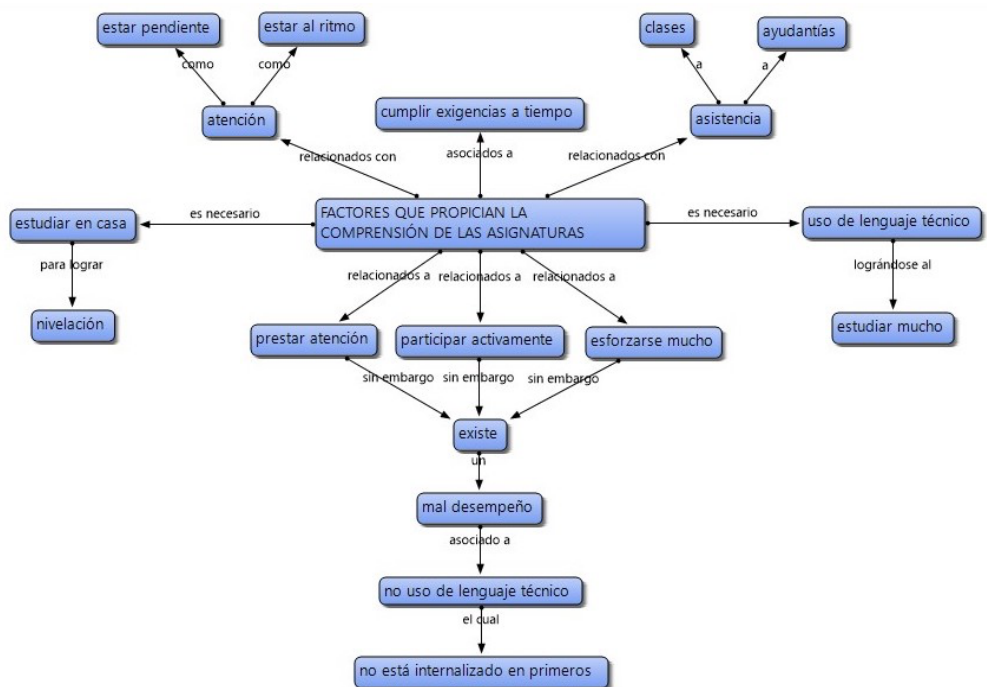 estar pendiente
estar al ritmo
clases
ayudantías
como
como
a
a
atención
cumplir exigencias a tiempo
asistencia
relacionados con
asociados a
relacionados con
estudiar en casa
es necesario
FACTORES QUE PROPICIAN LA
COMPRENSIÓN DE LAS ASIGNATURAS
es necesario
uso de lenguaje técnico
para lograr
relacionados a
relacionados a
relacionados a
lográndose al
nivelación
prestar atención
participar activamente
esforzarse mucho
estudiar mucho
sin embargo
sin embargo
sin embargo
existe
un
mal desempeño
asociado a
no uso de lenguaje técnico
el cual
no está internalizado en primeros